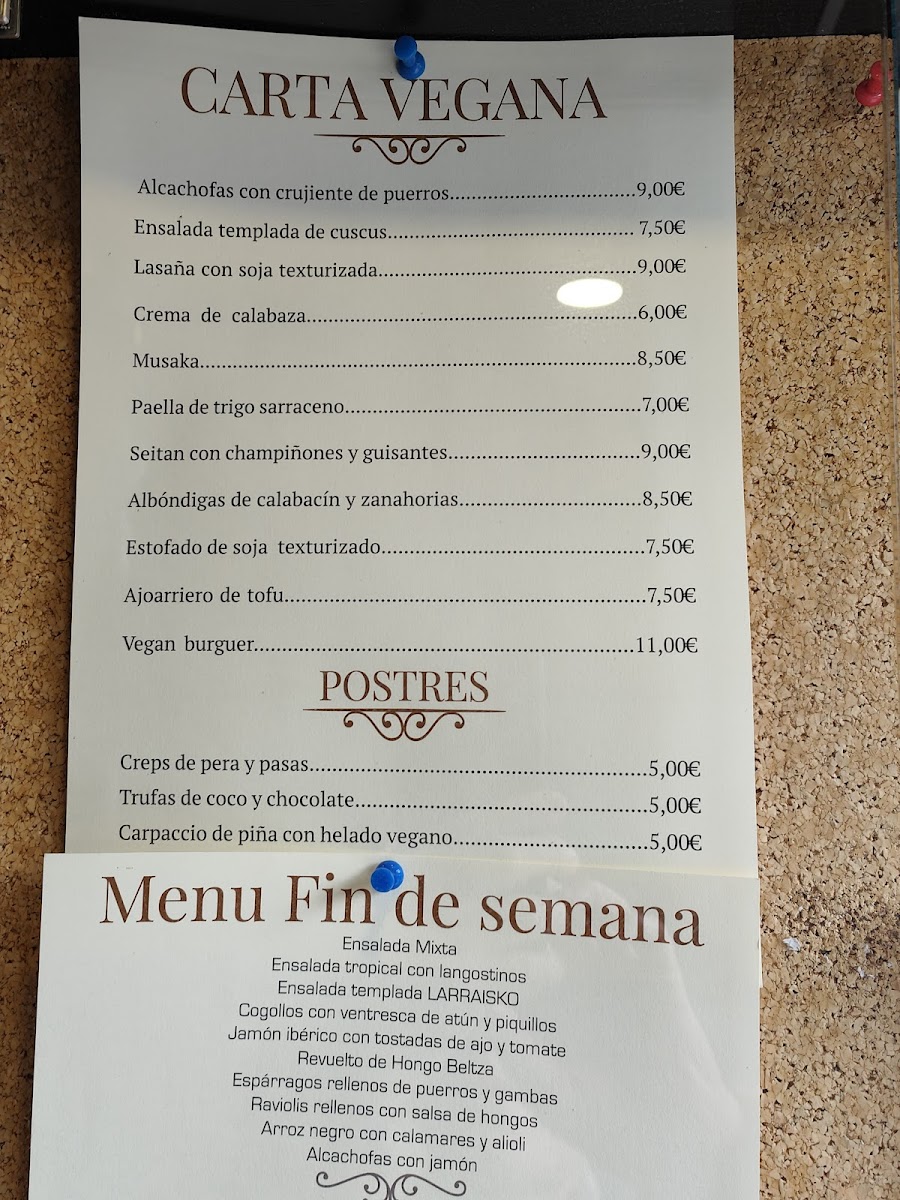 CARTA VEGANA
Alcachofas con crujiente de puerros................................9,00€
Ensalada templada de cuscus.......................................... 7,50€
Lasaña con soja texturizada............................................9,00€
Crema de calabaza.........................................................6,00€
Musaka..........................................................................8,50€
Paella de trigo sarraceno..................................................7,00€
Seitan con champiñones y guisantes.................................9,00€
Albóndigas de calabacín y zanahorias...............................8,50€
Estofado de soja texturizado............................................7,50€
Ajoarriero de tofu.............................................................7,50€
Vegan burguer................................................................11,00€
POSTRES
Creps de pera y pasas.........................................................5,00€
Trufas de coco y chocolate.................................................5,00€
Carpaccio de piña con helado vegano.................................5,00€
Menu Fin de semana
Ensalada Mixta
Ensalada tropical con langostinos
Ensalada templada LARRAISKO
Cogollos con ventresca de atún y piquillos
Jamón ibérico con tostadas de ajo y tomate
Revuelto de Hongo Beltza
Espárragos rellenos de puerros y gambas
Raviolis rellenos con salsa de hongos
Arroz negro con calamares y alioli
Alcachofas con jamón